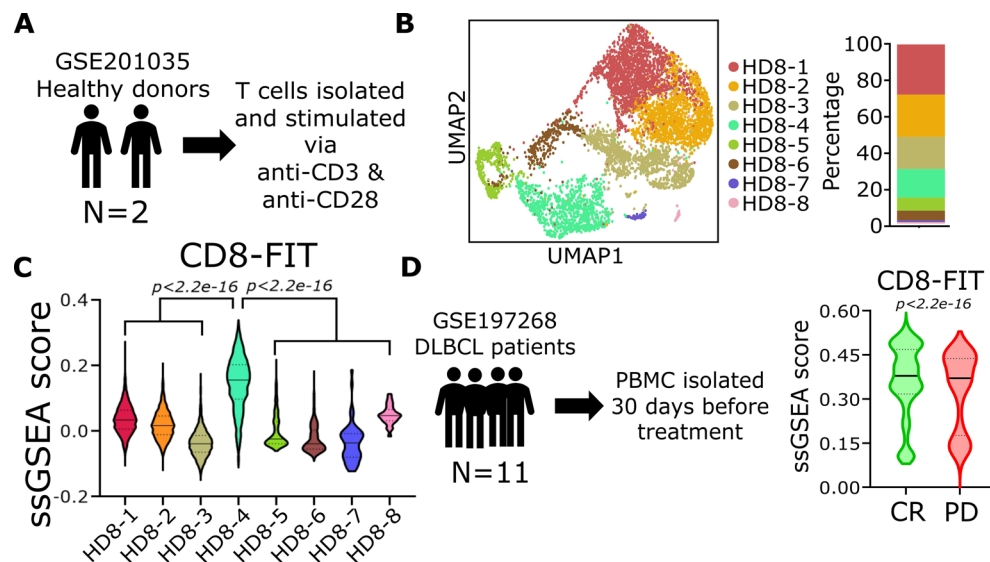 A
GSE201035
Healthy donors
N=2
T cells isolated
and stimulated
via
anti-CD3 &
anti-CD28
B
UMAP2
UMAP1
HD8-1
HD8-2
HD8-3
HD8-4
HD8-5
HD8-6
HD8-7
HD8-8
Percentage
100
80
60
40
20
0
C
CD8-FIT
p<2.2e-16
p<2.2e-16
ssGSEA score
0.4
0.2
0.0
-0.2
HD8-1
HD8-2
HD8-3
HD8-4
HD8-5
HD8-6
HD8-7
HD8-8
D
GSE197268
DLBCL patients
N=11
PBMC isolated
30 days before
treatment
CD8-FIT
p<2.2e-16
ssGSEA score
0.60
0.45
0.30
0.15
0.00
CR
PD